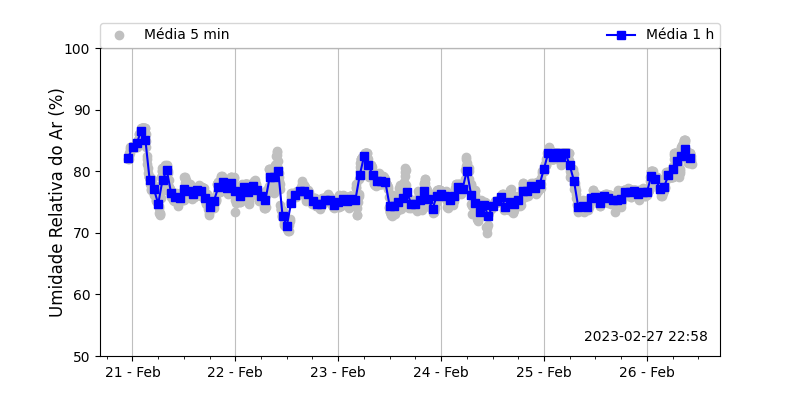 Média 5 min Média 1 h
Umidade Relativa do Ar (%)
100
90
80
70
60
50
2023-02-27 22:58
21 - Feb 22 - Feb 23 - Feb 24 - Feb 25 - Feb 26 - Feb